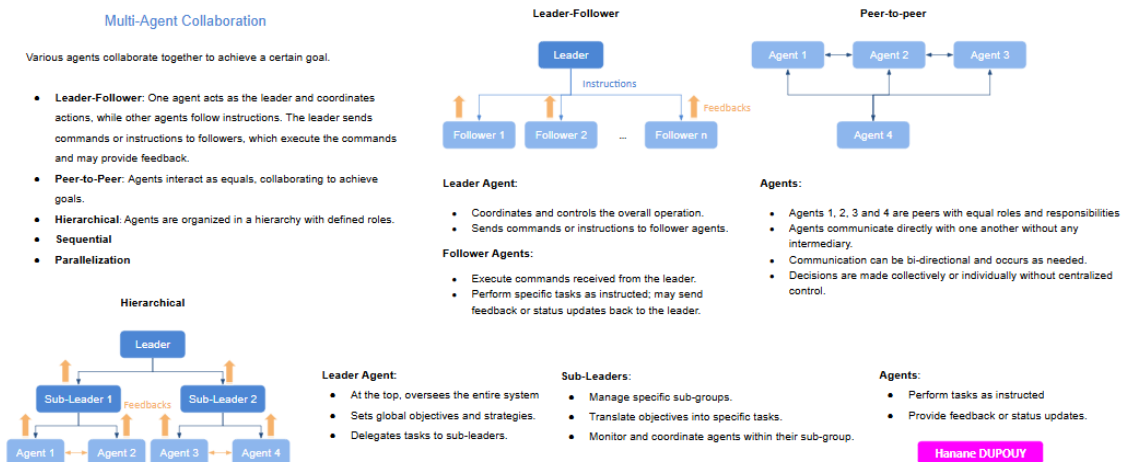 Multi-Agent Collaboration
Various agents collaborate together to achieve a certain goal.
● Leader-Follower: One agent acts as the leader and coordinates
actions, while other agents follow instructions. The leader sends
commands or instructions to followers, which execute the commands
and may provide feedback.
● Peer-to-Peer: Agents interact as equals, collaborating to achieve
goals.
● Hierarchical: Agents are organized in a hierarchy with defined roles.
● Sequential
● Parallelization
Leader-Follower
Leader
Instructions
Feedbacks
Follower 1
Follower 2
...
Follower n
Leader Agent:
● Coordinates and controls the overall operation.
● Sends commands or instructions to follower agents.
Follower Agents:
● Execute commands received from the leader.
● Perform specific tasks as instructed; may send
feedback or status updates back to the leader.
Peer-to-peer
Agent 1
Agent 2
Agent 3
Agent 4
Agents:
● Agents 1, 2, 3 and 4 are peers with equal roles and responsibilities
● Agents communicate directly with one another without any
intermediary.
● Communication can be bi-directional and occurs as needed.
● Decisions are made collectively or individually without centralized
control.
Hierarchical
Leader
Sub-Leader 1
Feedbacks
Sub-Leader 2
Agent 1
Agent 2
Agent 3
Agent 4
Leader Agent:
● At the top, oversees the entire system
● Sets global objectives and strategies.
● Delegates tasks to sub-leaders.
Sub-Leaders:
● Manage specific sub-groups.
● Translate objectives into specific tasks.
● Monitor and coordinate agents within their sub-group.
Agents:
● Perform tasks as instructed
● Provide feedback or status updates.
Hanane DUPOUY